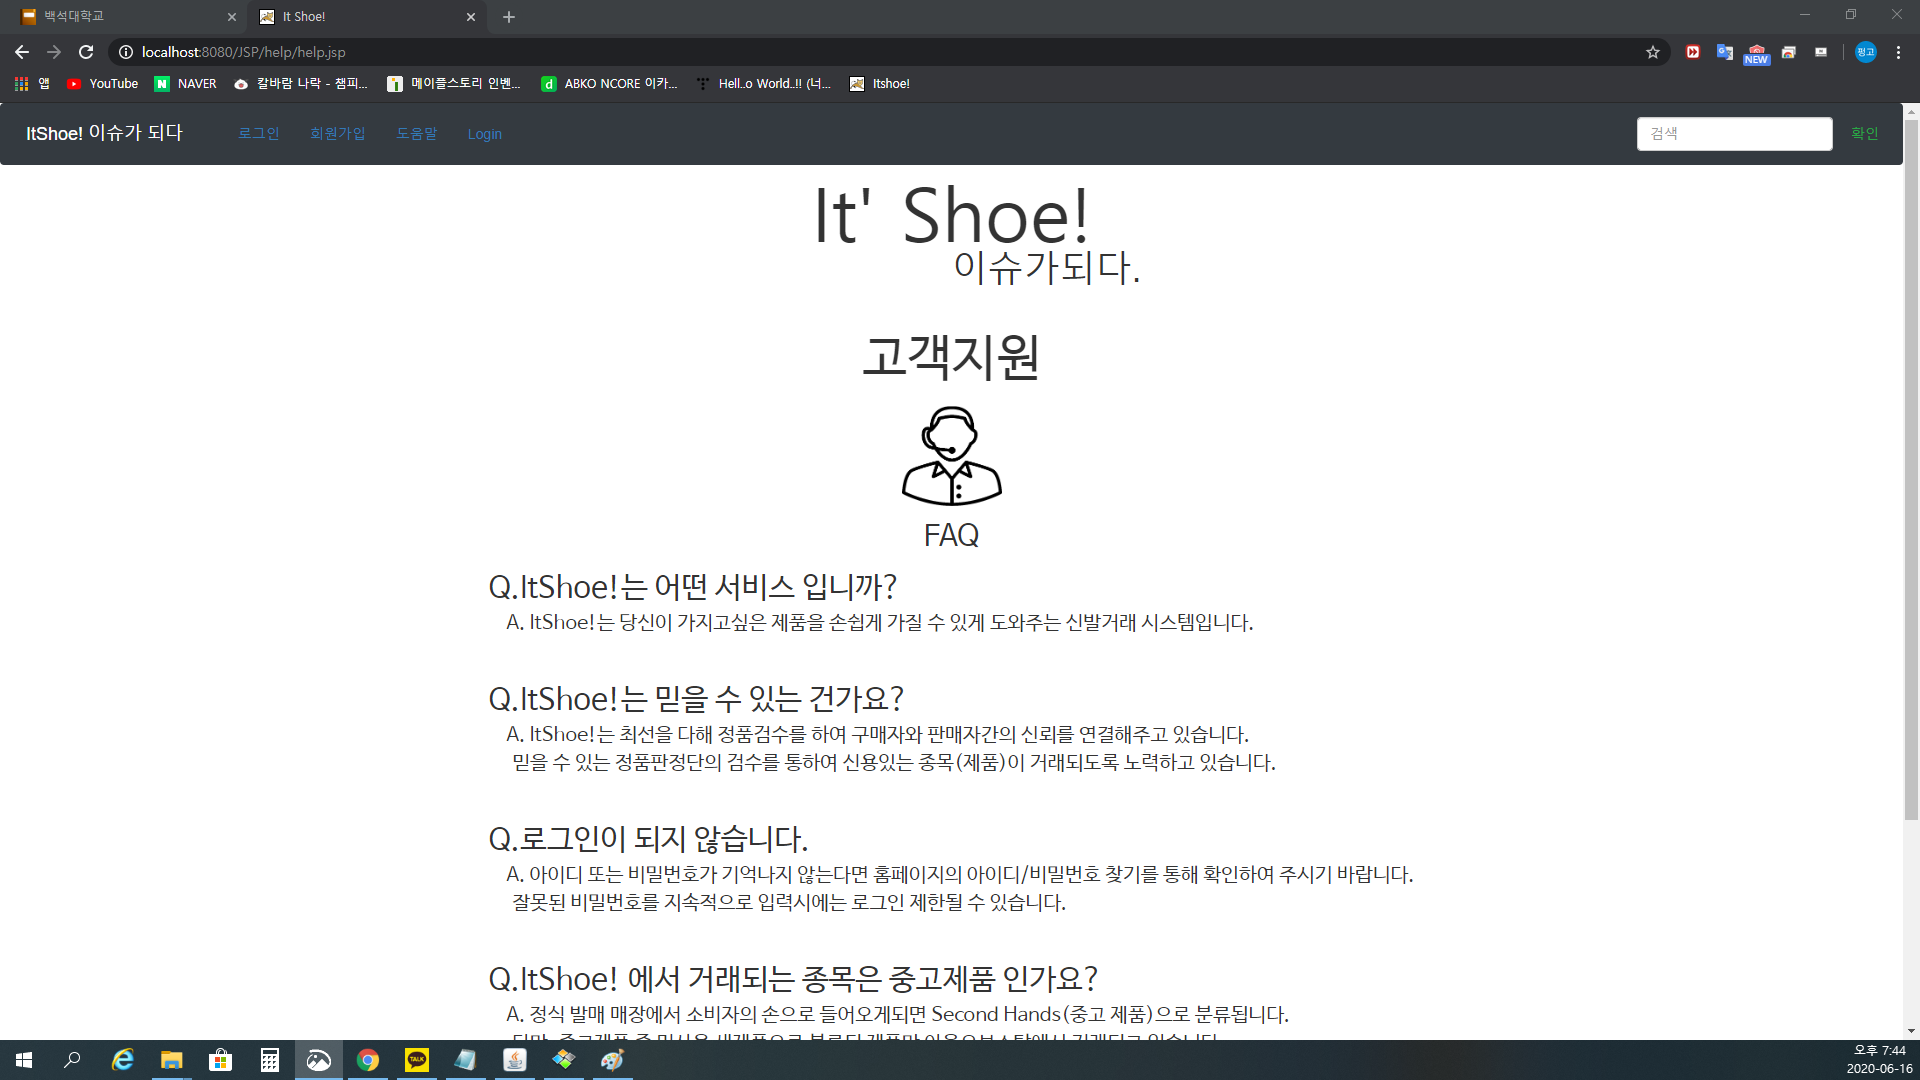 백석대학교
It Shoe!
localhost:8080/JSP/help/help.jsp
NEW
펑고
앱
YouTube
NAVER
칼바람 나락 - 챔피...
메이플스토리 인벤...
ABKO NCORE 이카...
Hell..o World..!! (너...
Itshoe!
ItShoe! 이슈가 되다
로그인
회원가입
도움말
Login
검색
확인
It' Shoe!
이슈가되다.
고객지원
FAQ
Q.ItShoe!는 어떤 서비스 입니까?
A. ItShoe!는 당신이 가지고싶은 제품을 손쉽게 가질 수 있게 도와주는 신발거래 시스템입니다.
Q.ItShoe!는 믿을 수 있는 건가요?
A. ItShoe!는 최선을 다해 정품검수를 하여 구매자와 판매자간의 신뢰를 연결해주고 있습니다.
믿을 수 있는 정품판정단의 검수를 통하여 신용있는 종목(제품)이 거래되도록 노력하고 있습니다.
Q.로그인이 되지 않습니다.
A. 아이디 또는 비밀번호가 기억나지 않는다면 홈페이지의 아이디/비밀번호 찾기를 통해 확인하여 주시기 바랍니다.
잘못된 비밀번호를 지속적으로 입력시에는 로그인 제한될 수 있습니다.
Q.ItShoe! 에서 거래되는 종목은 중고제품 인가요?
A. 정식 발매 매장에서 소비자의 손으로 들어오게되면 Second Hands(중고 제품)으로 분류됩니다.
TALK
오후 7:44
2020-06-16